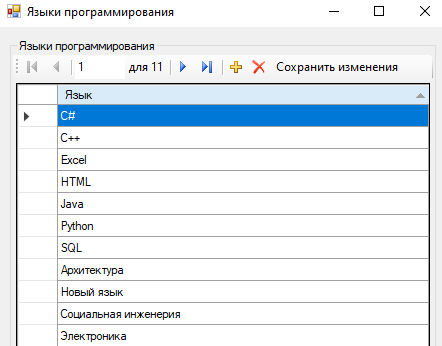 Языки программирования
Языки программирования
1 для 11 Сохранить изменения
Язык
C#
C++
Excel
HTML
Java
Python
SQL
Архитектура
Новый язык
Социальная инженерия
Электроника